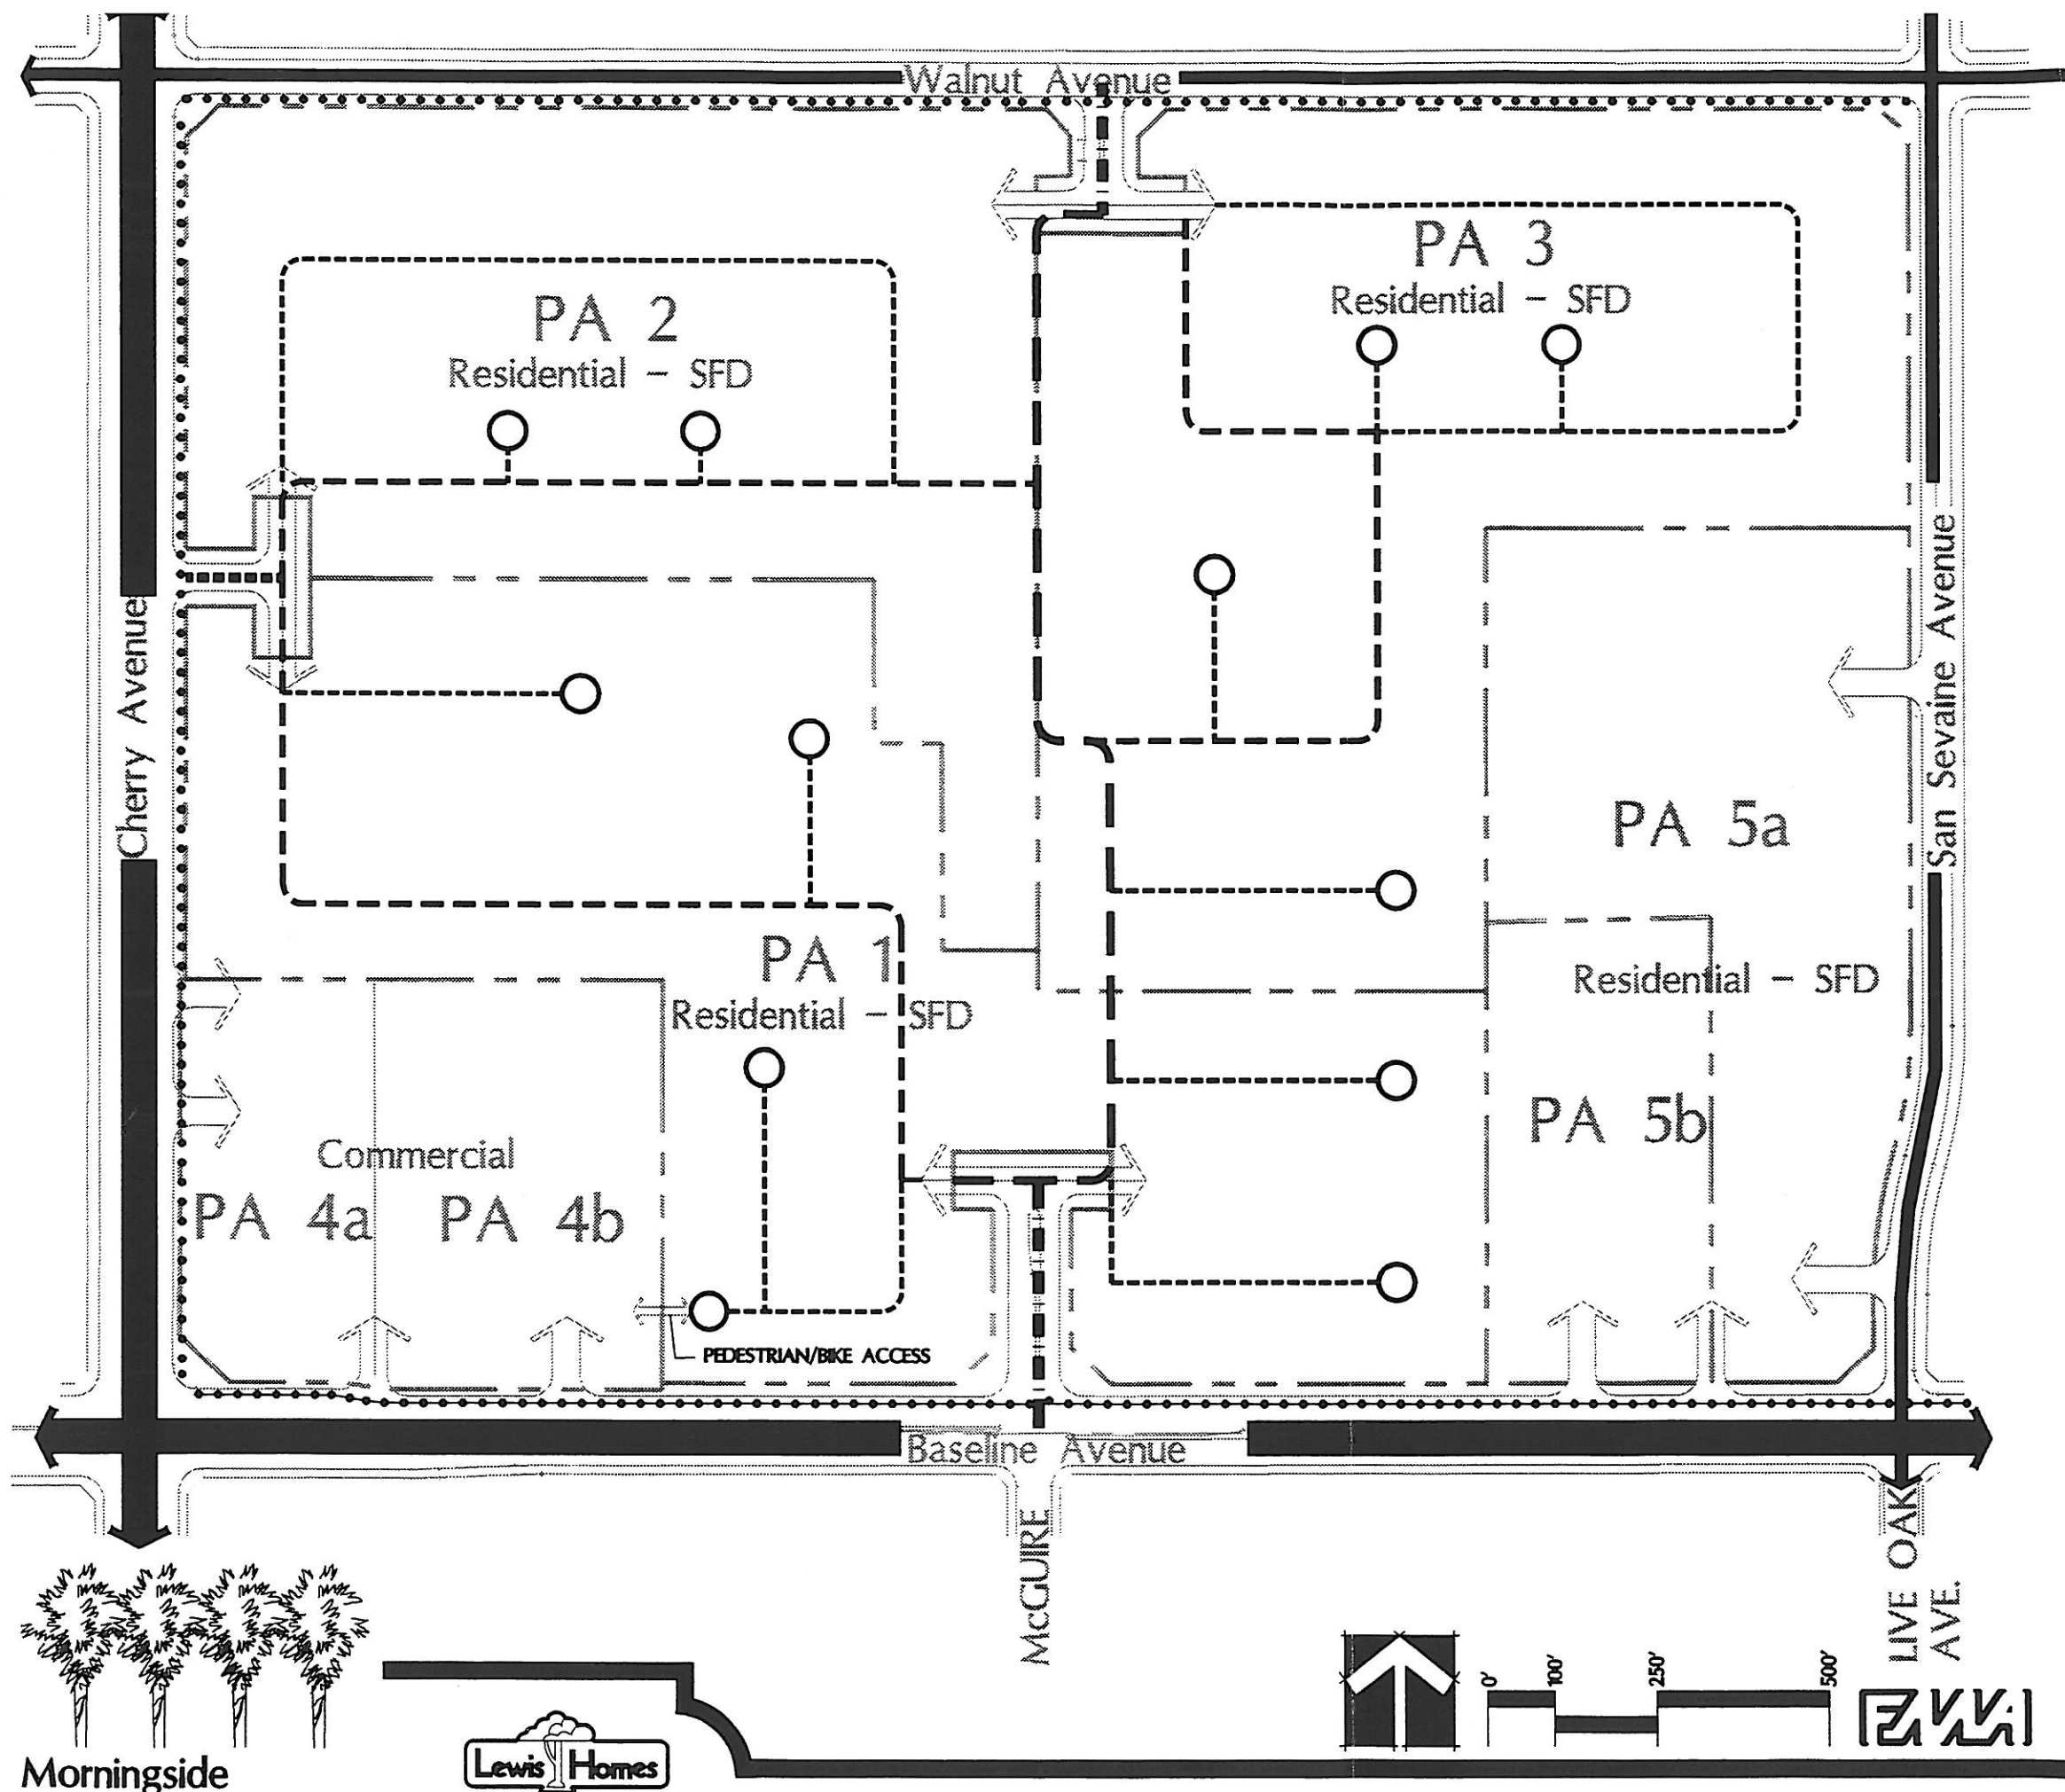 Walnut Avenue
PA 3
Residential - SFD
PA 2
Residential - SFD
Cherry Avenue
San Sevaine Avenue
PA 5a
PA 1
Residential - SFD
Residential - SFD
PA 5b
Commercial
PA 4a
PA 4b
PEDESTRIAN/BIKE ACCESS
Baseline Avenue
McGUIRE
LIVE OAK
AVE.
0'
100'
250'
500'
Morningside
Lewis Homes